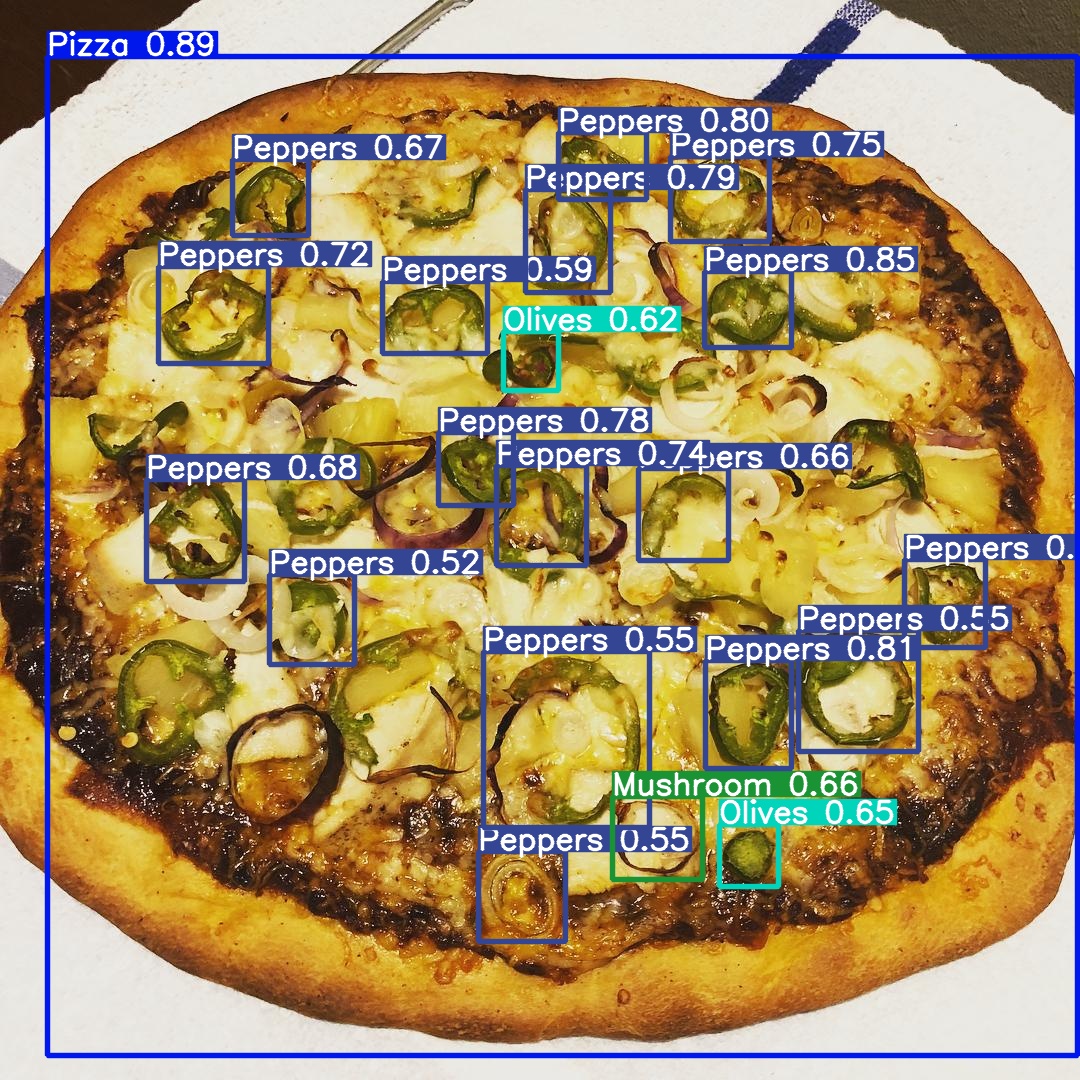 Pizza 0.89
Peppers 0.80
Peppers 0.67
Peppers 0.75
Peppers 0.79
Peppers 0.72
Peppers 0.59
Peppers 0.85
Olives 0.62
Peppers 0.78
Peppers 0.74
Peppers 0.68
pers 0.66
Peppers 0.52
Peppers 0.
Peppers 0.55
Peppers 0.55
Peppers 0.81
Mushroom 0.66
Olives 0.65
Peppers 0.55